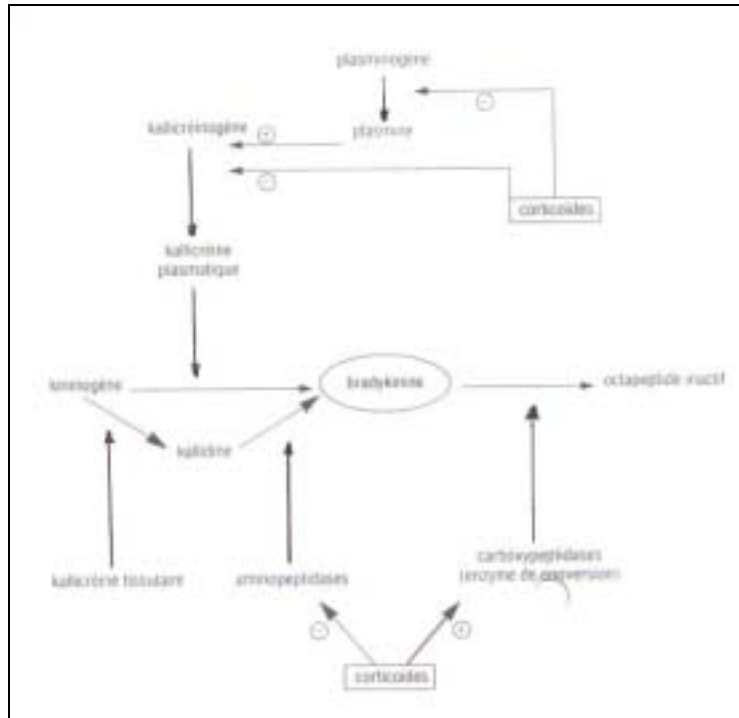 plasminogène
kallicréinogène
+
plasmine
−
−
corticoïdes
kallicréine
plasmatique
kininogène
bradykinine
octapeptide inactif
kallidine
kallicréine tissulaire
aminopeptidases
carboxypeptidases
(enzyme de conversion)
−
+
corticoïdes